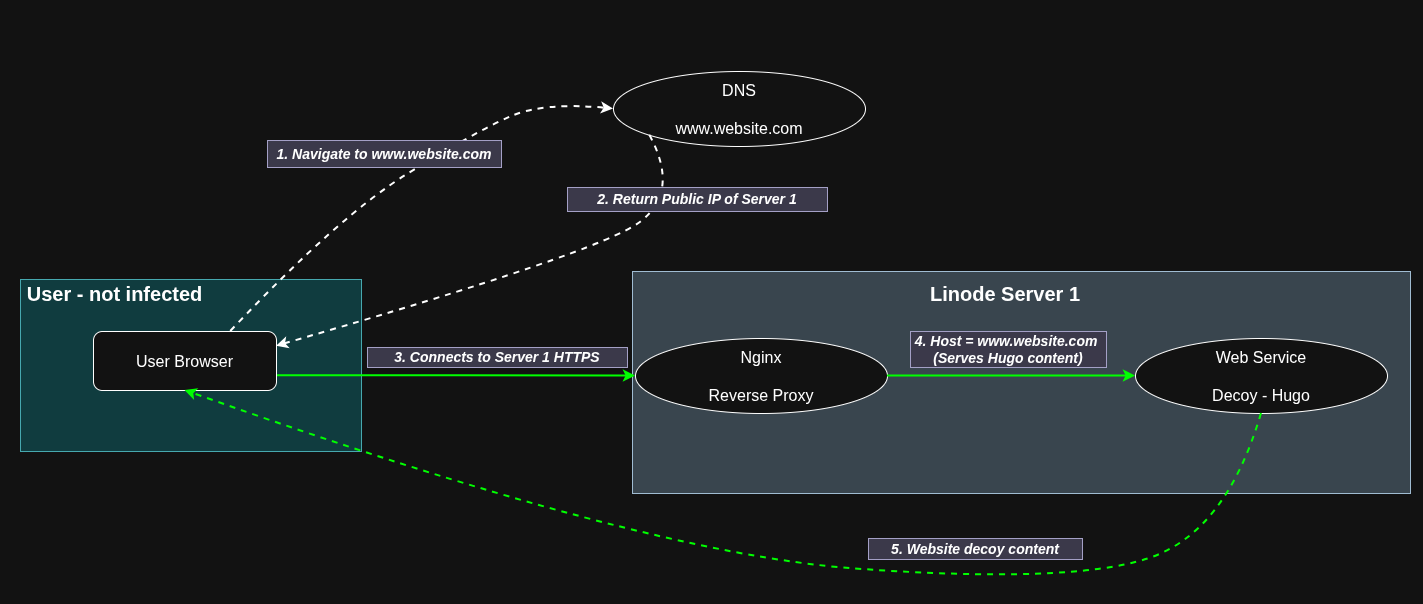 DNS
www.website.com
1. Navigate to www.website.com
2. Return Public IP of Server 1
User - not infected
User Browser
3. Connects to Server 1 HTTPS
Linode Server 1
Nginx
Reverse Proxy
4. Host = www.website.com
(Serves Hugo content)
Web Service
Decoy - Hugo
5. Website decoy content